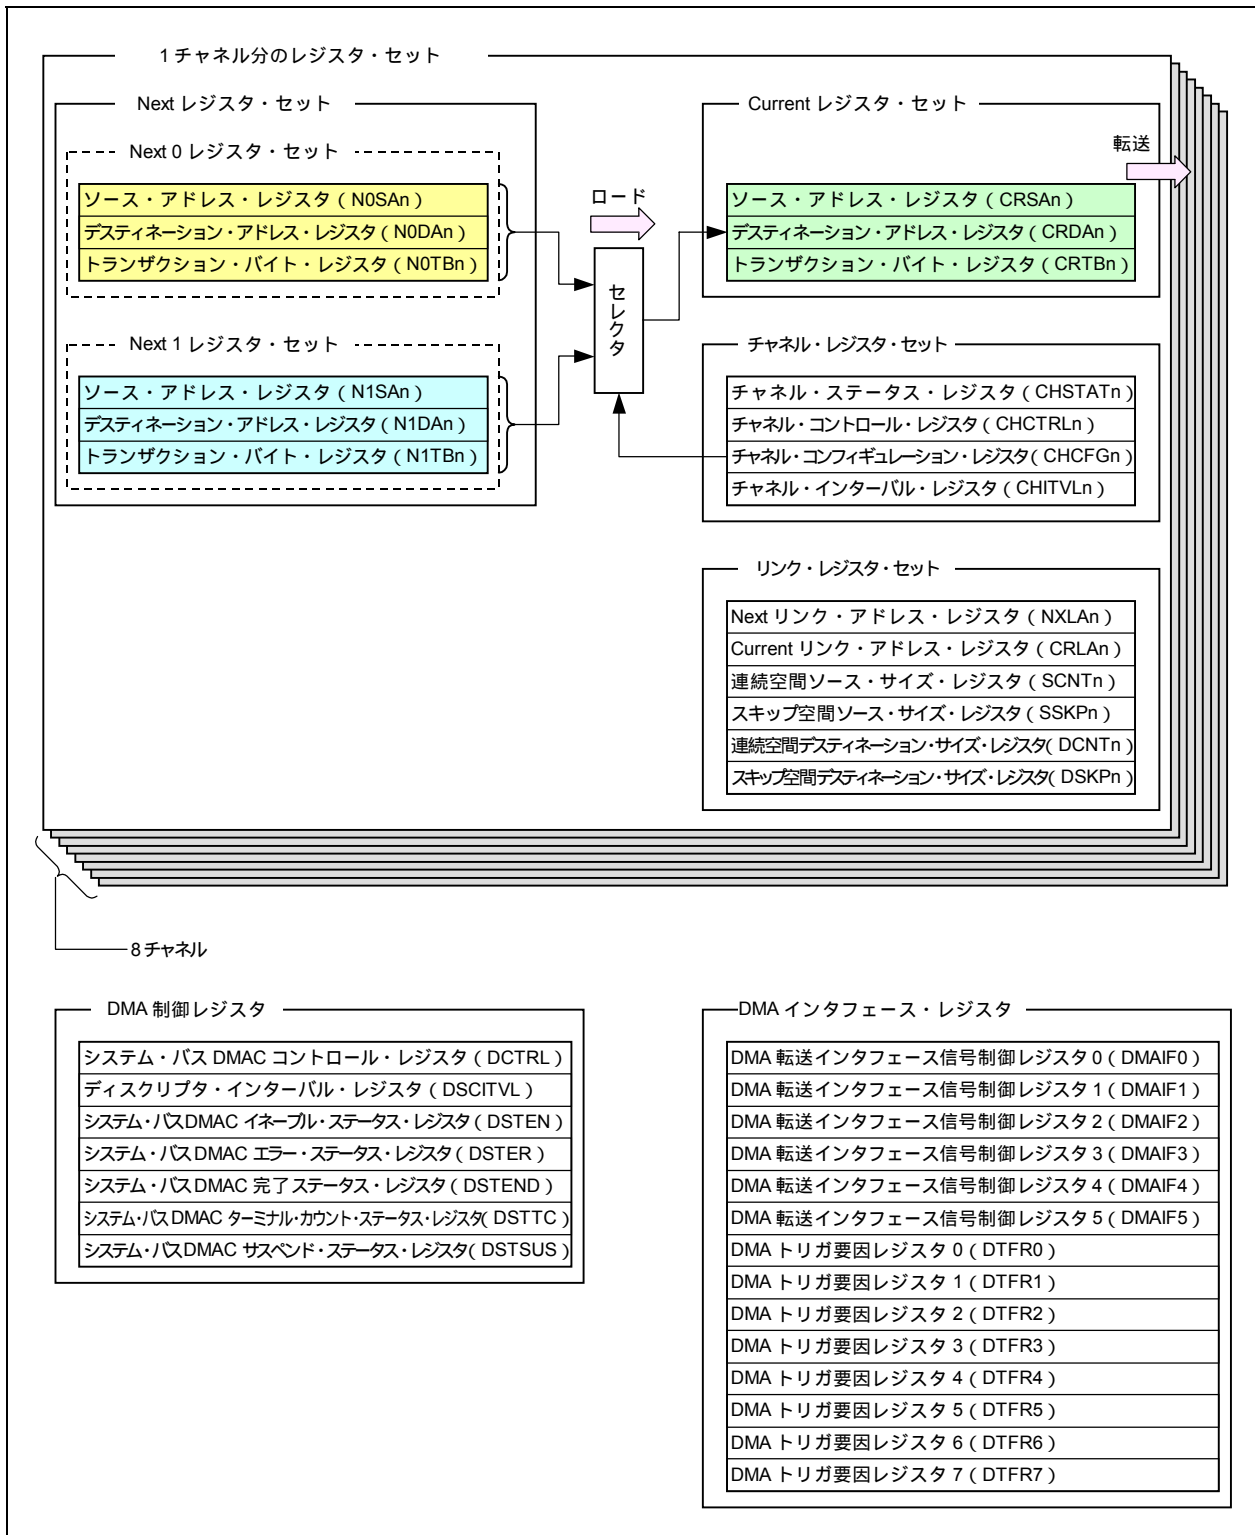 1チャネル分のレジスタ・セット
Next レジスタ・セット
Next 0 レジスタ・セット
ソース・アドレス・レジスタ(N0SAn)
デスティネーション・アドレス・レジスタ(N0DAn)
トランザクション・バイト・レジスタ(N0TBn)
Next 1 レジスタ・セット
ソース・アドレス・レジスタ(N1SAn)
デスティネーション・アドレス・レジスタ(N1DAn)
トランザクション・バイト・レジスタ(N1TBn)
ロード
セレクタ
Current レジスタ・セット
転送
ソース・アドレス・レジスタ(CRSAn)
デスティネーション・アドレス・レジスタ(CRDAn)
トランザクション・バイト・レジスタ(CRTBn)
チャネル・レジスタ・セット
チャネル・ステータス・レジスタ(CHSTATn)
チャネル・コントロール・レジスタ(CHCTRLn)
チャネル・コンフィギュレーション・レジスタ(CHCFGn)
チャネル・インターバル・レジスタ(CHITVLn)
リンク・レジスタ・セット
Next リンク・アドレス・レジスタ(NXLAn)
Current リンク・アドレス・レジスタ(CRLAn)
連続空間ソース・サイズ・レジスタ(SCNTn)
スキップ空間ソース・サイズ・レジスタ(SSKPn)
連続空間デスティネーション・サイズ・レジスタ(DCNTn)
スキップ空間デスティネーション・サイズ・レジスタ(DSKPn)
8チャネル
DMA 制御レジスタ
システム・バス DMAC コントロール・レジスタ(DCTRL)
ディスクリプタ・インターバル・レジスタ(DSCITVL)
システム・バス DMAC イネーブル・ステータス・レジスタ(DSTEN)
システム・バス DMAC エラー・ステータス・レジスタ(DSTER)
システム・バス DMAC 完了ステータス・レジスタ(DSTEND)
システム・バス DMAC ターミナル・カウント・ステータス・レジスタ(DSTTC)
システム・バス DMAC サスペンド・ステータス・レジスタ(DSTSUS)
DMA インタフェース・レジスタ
DMA 転送インタフェース信号制御レジスタ 0(DMAIF0)
DMA 転送インタフェース信号制御レジスタ 1(DMAIF1)
DMA 転送インタフェース信号制御レジスタ 2(DMAIF2)
DMA 転送インタフェース信号制御レジスタ 3(DMAIF3)
DMA 転送インタフェース信号制御レジスタ 4(DMAIF4)
DMA 転送インタフェース信号制御レジスタ 5(DMAIF5)
DMA トリガ要因レジスタ 0(DTFR0)
DMA トリガ要因レジスタ 1(DTFR1)
DMA トリガ要因レジスタ 2(DTFR2)
DMA トリガ要因レジスタ 3(DTFR3)
DMA トリガ要因レジスタ 4(DTFR4)
DMA トリガ要因レジスタ 5(DTFR5)
DMA トリガ要因レジスタ 6(DTFR6)
DMA トリガ要因レジスタ 7(DTFR7)